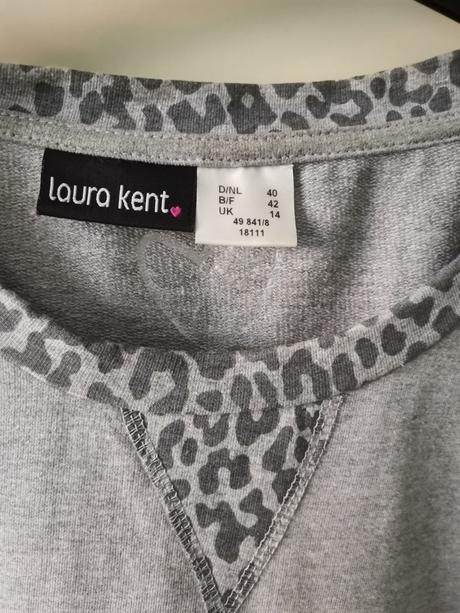 laura kent
D/NL 40
B/F 42
UK 14
49 841/8
18111